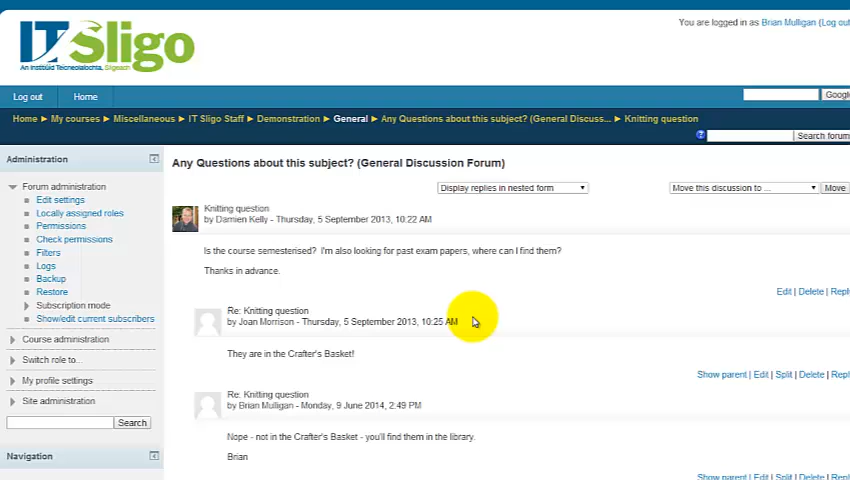 ITSligo
An Institiúid Teicneolaíochta, Sligeach
You are logged in as Brian Mulligan (Log out
Log out Home
Googl
Home ► My courses ► Miscellaneous ► IT Sligo Staff ► Demonstration ► General ► Any Questions about this subject? (General Discuss... ► Knitting question
Search forum
Administration
Any Questions about this subject? (General Discussion Forum)
Forum administration
Display replies in nested form
Move this discussion to ...
Move
Edit settings
Locally assigned roles
Permissions
Check permissions
Filters
Logs
Backup
Restore
Subscription mode
Show/edit current subscribers
Course administration
Switch role to...
My profile settings
Site administration
Search
Navigation
Knitting question
by Damien Kelly - Thursday, 5 September 2013, 10:22 AM
Is the course semesterised? I'm also looking for past exam papers, where can I find them?
Thanks in advance.
Edit | Delete | Repl
Re: Knitting question
by Joan Morrison - Thursday, 5 September 2013, 10:25 AM
They are in the Crafter's Basket!
Show parent | Edit | Split | Delete | Repl
Re: Knitting question
by Brian Mulligan - Monday, 9 June 2014, 2:49 PM
Nope - not in the Crafter's Basket - you'll find them in the library.
Brian
Show parent | Edit | Split | Delete | Repl